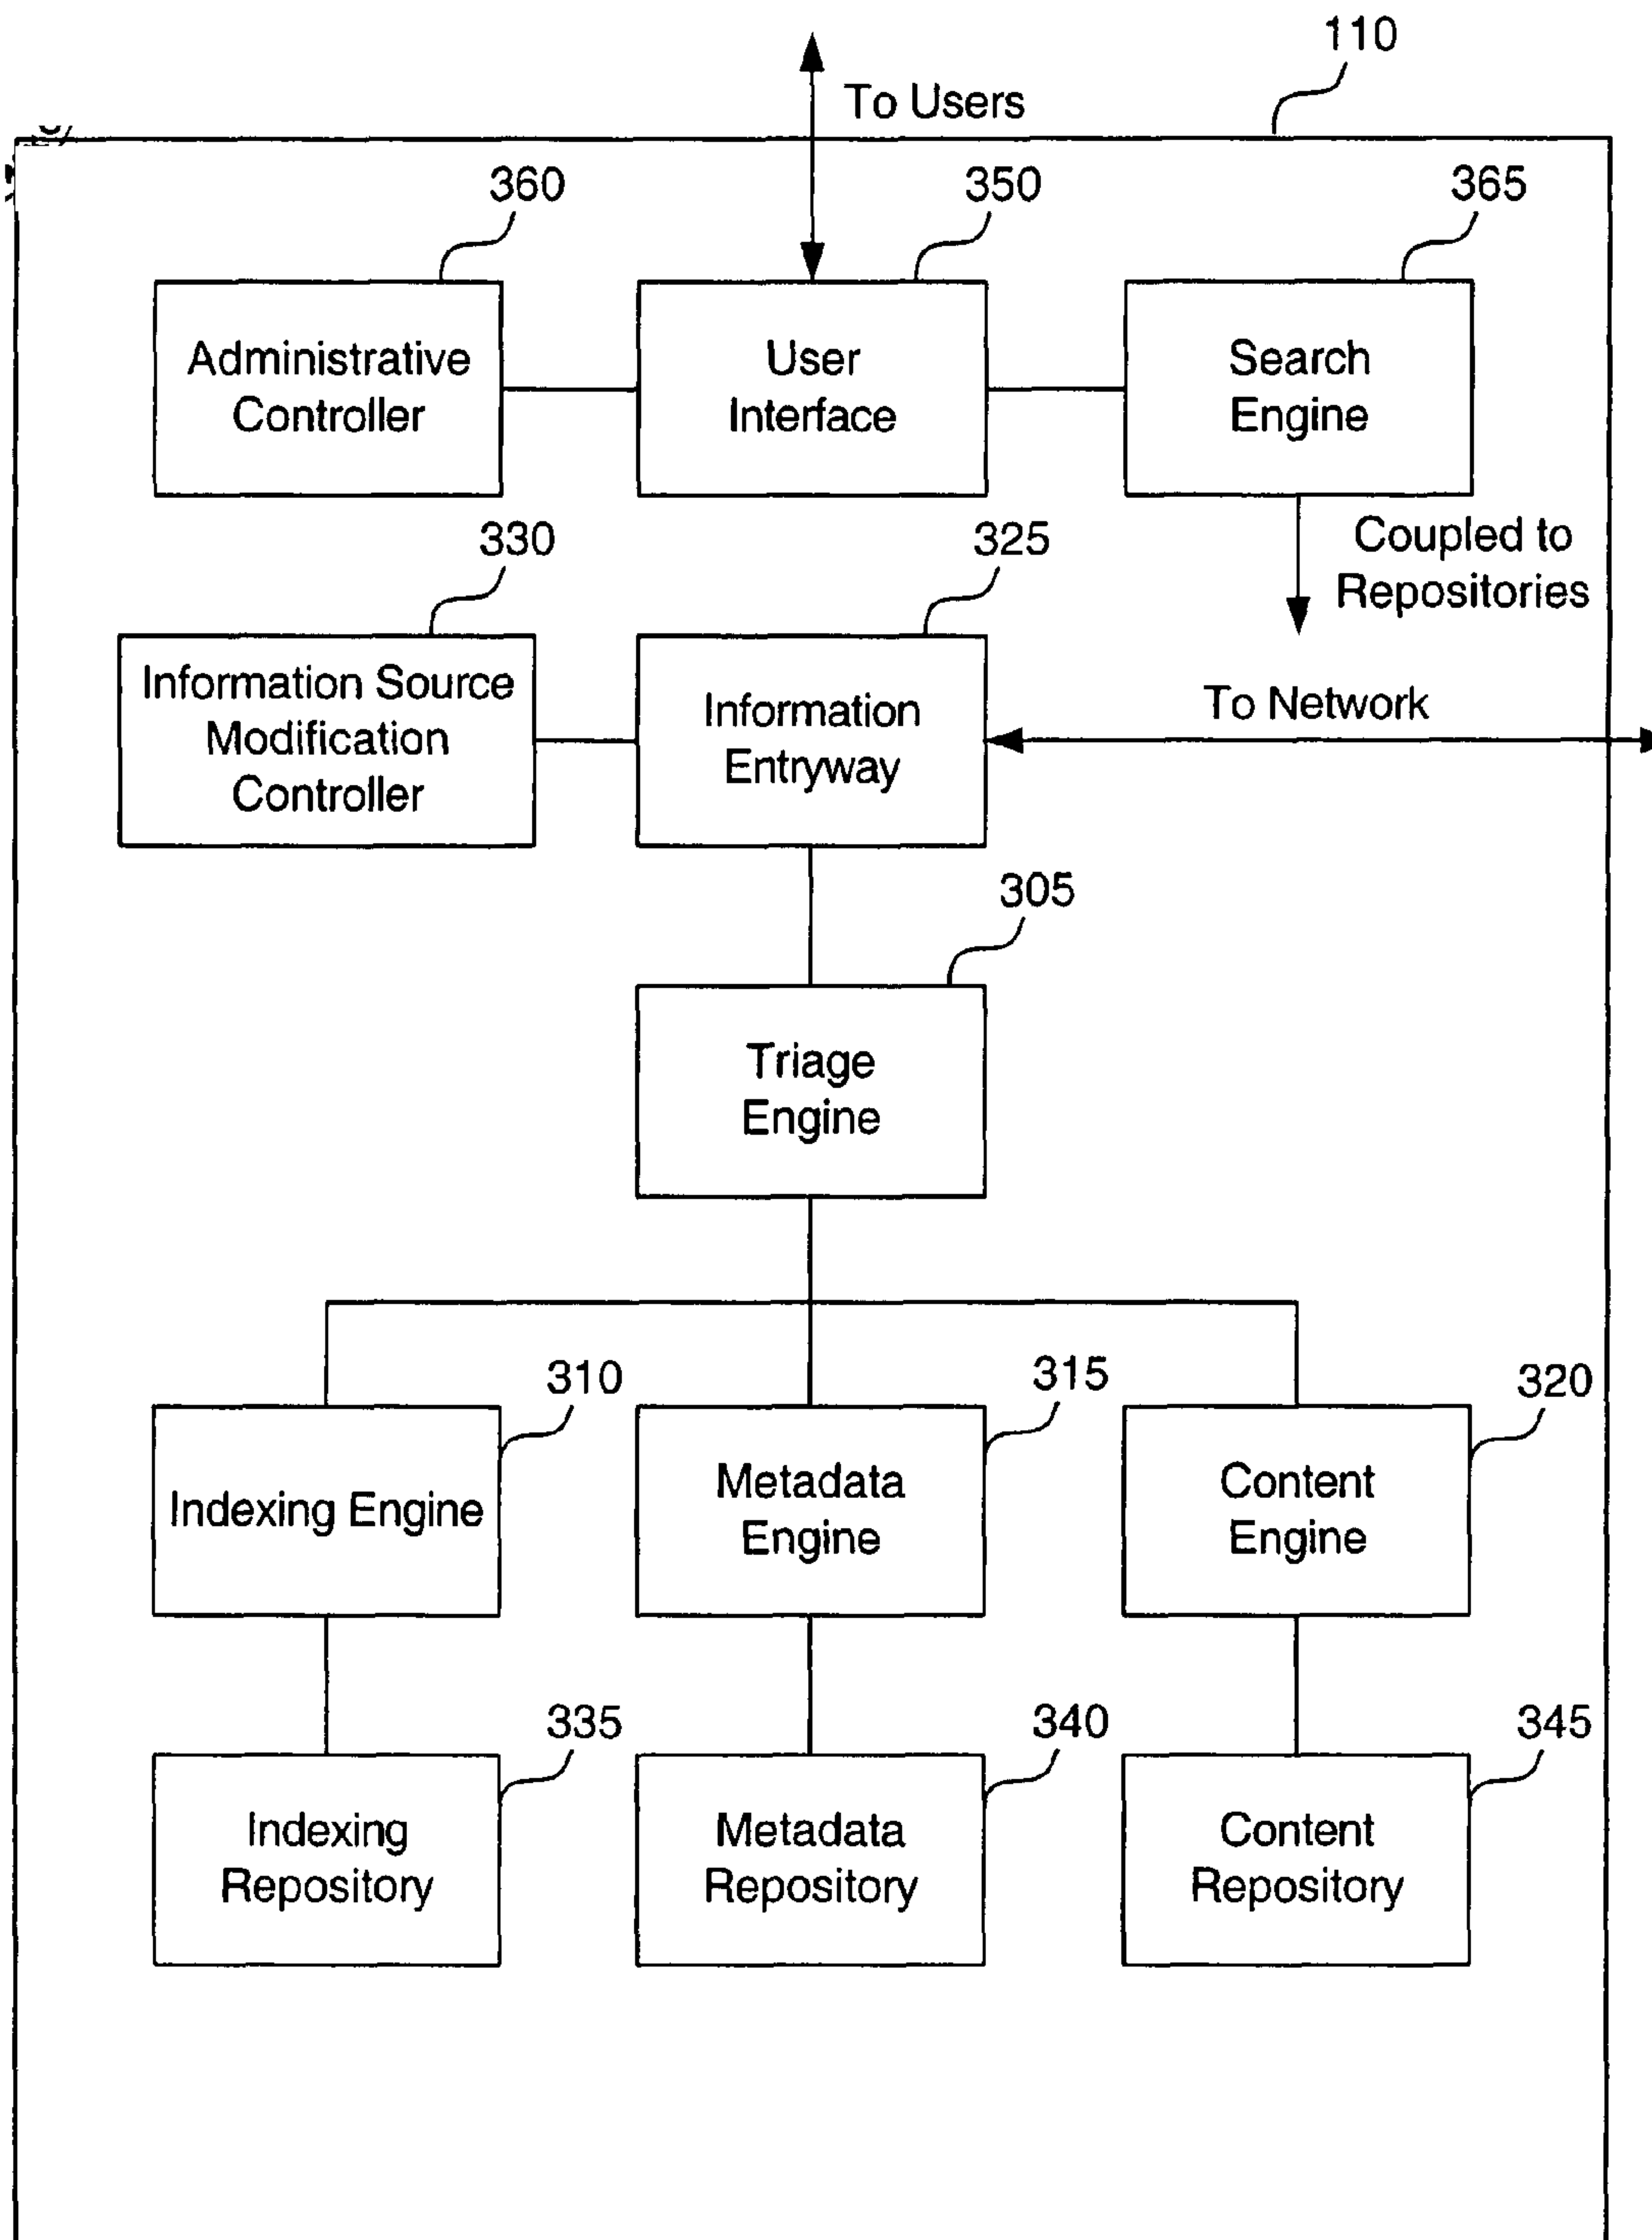 110
To Users
360
350
365
Administrative
Controller
User
Interface
Search
Engine
330
325
Coupled to
Repositories
Information Source
Modification
Controller
Information
Entryway
To Network
305
Triage
Engine
310
315
320
Indexing Engine
Metadata
Engine
Content
Engine
335
340
345
Indexing
Repository
Metadata
Repository
Content
Repository